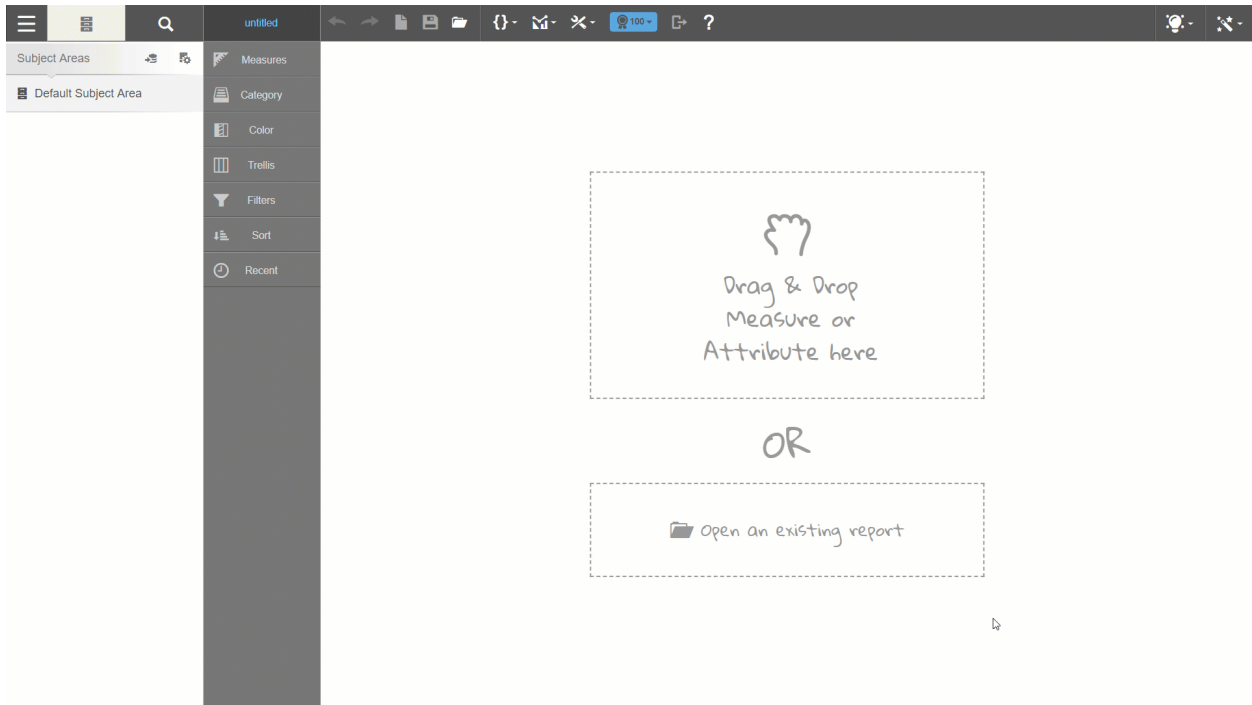 untitled
{}
100
?
Subject Areas
Default Subject Area
Measures
Category
Color
Trellis
Filters
Sort
Recent
Drag & Drop
Measure or
Attribute here
OR
Open an existing report